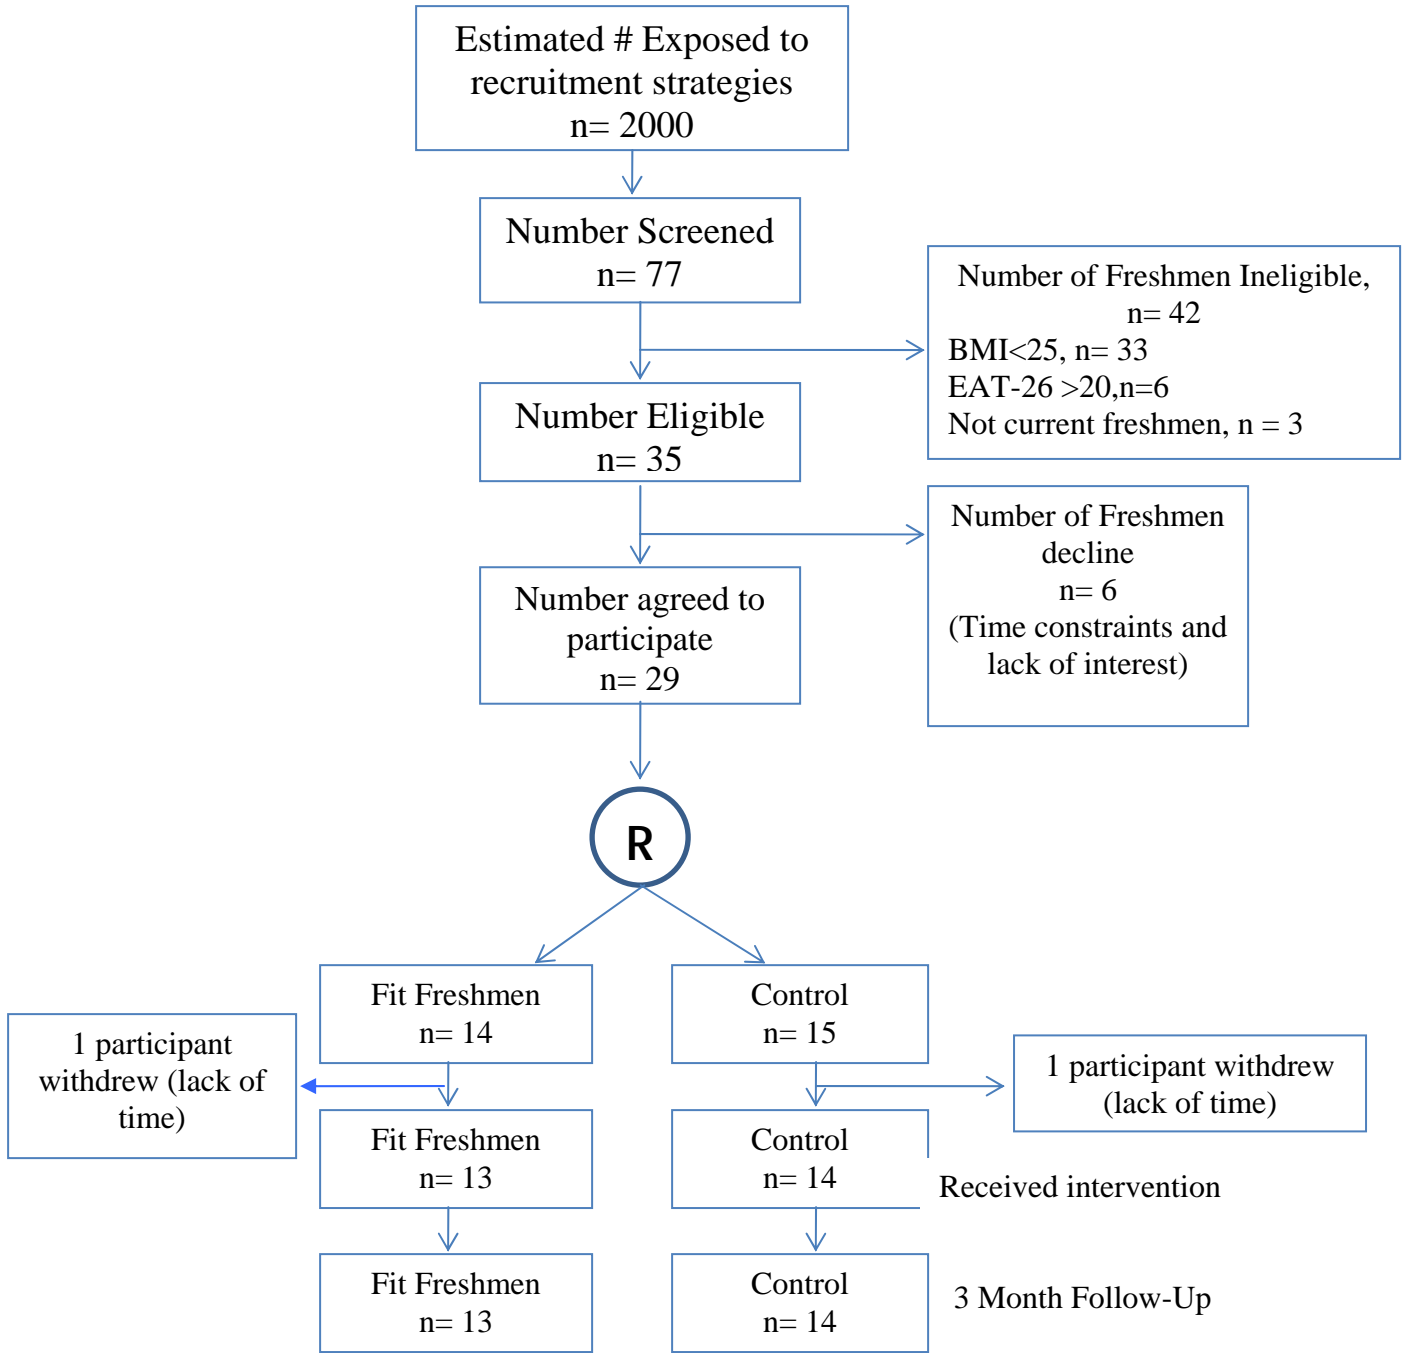 Estimated # Exposed to
recruitment strategies
n= 2000
Number Screened
n= 77
Number of Freshmen Ineligible,
n= 42
BMI<25, n= 33
EAT-26 >20,n=6
Not current freshmen, n = 3
Number Eligible
n= 35
Number of Freshmen
decline
n= 6
(Time constraints and
lack of interest)
Number agreed to
participate
n= 29
R
Fit Freshmen
n= 14
Control
n= 15
1 participant
withdrew (lack of
time)
1 participant withdrew
(lack of time)
Fit Freshmen
n= 13
Control
n= 14
Received intervention
Fit Freshmen
n= 13
Control
n= 14
3 Month Follow-Up